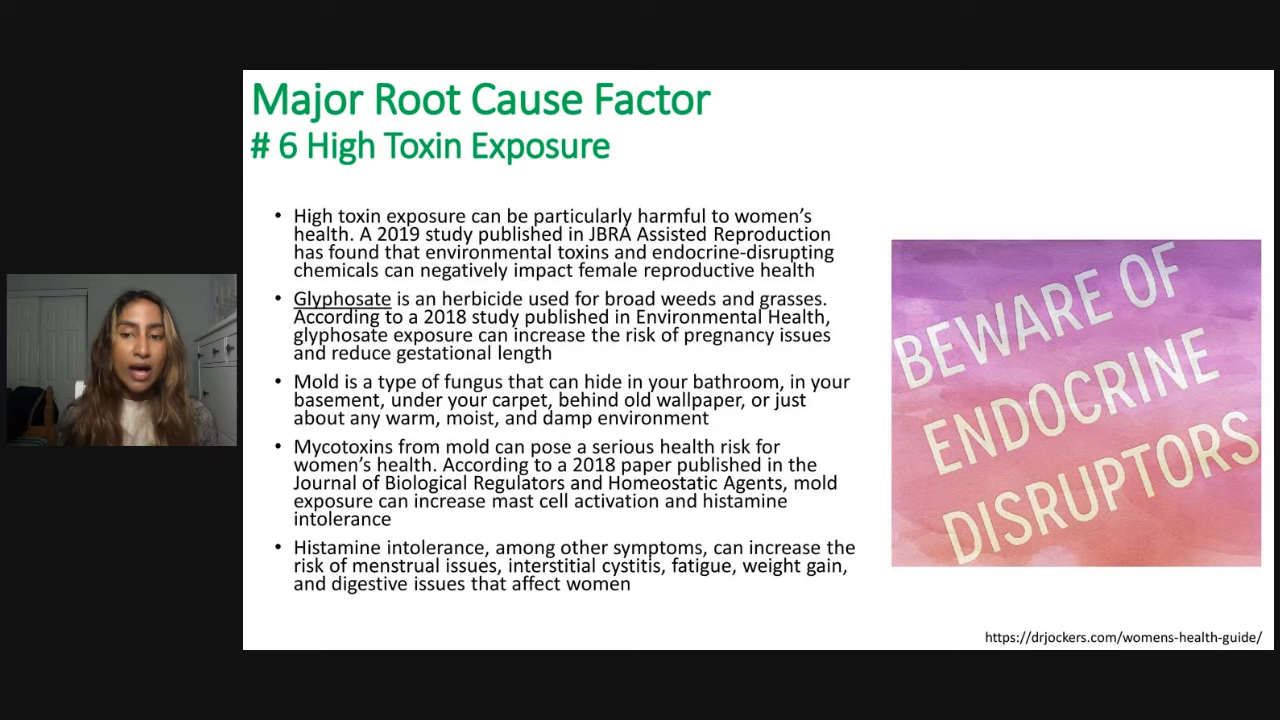 Major Root Cause Factor
# 6 High Toxin Exposure
• High toxin exposure can be particularly harmful to women's
health. A 2019 study published in JBRA Assisted Reproduction
has found that environmental toxins and endocrine-disrupting
chemicals can negatively impact female reproductive health
• Glyphosate is an herbicide used for broad weeds and grasses.
According to a 2018 study published in Environmental Health,
glyphosate exposure can increase the risk of pregnancy issues
and reduce gestational length
• Mold is a type of fungus that can hide in your bathroom, in your
basement, under your carpet, behind old wallpaper, or just
about any warm, moist, and damp environment
• Mycotoxins from mold can pose a serious health risk for
women's health. According to a 2018 paper published in the
Journal of Biological Regulators and Homeostatic Agents, mold
exposure can increase mast cell activation and histamine
intolerance
• Histamine intolerance, among other symptoms, can increase the
risk of menstrual issues, interstitial cystitis, fatigue, weight gain,
and digestive issues that affect women
BEWARE OF
ENDOCRINE
DISRUPTORS
https://drjockers.com/womens-health-guide/